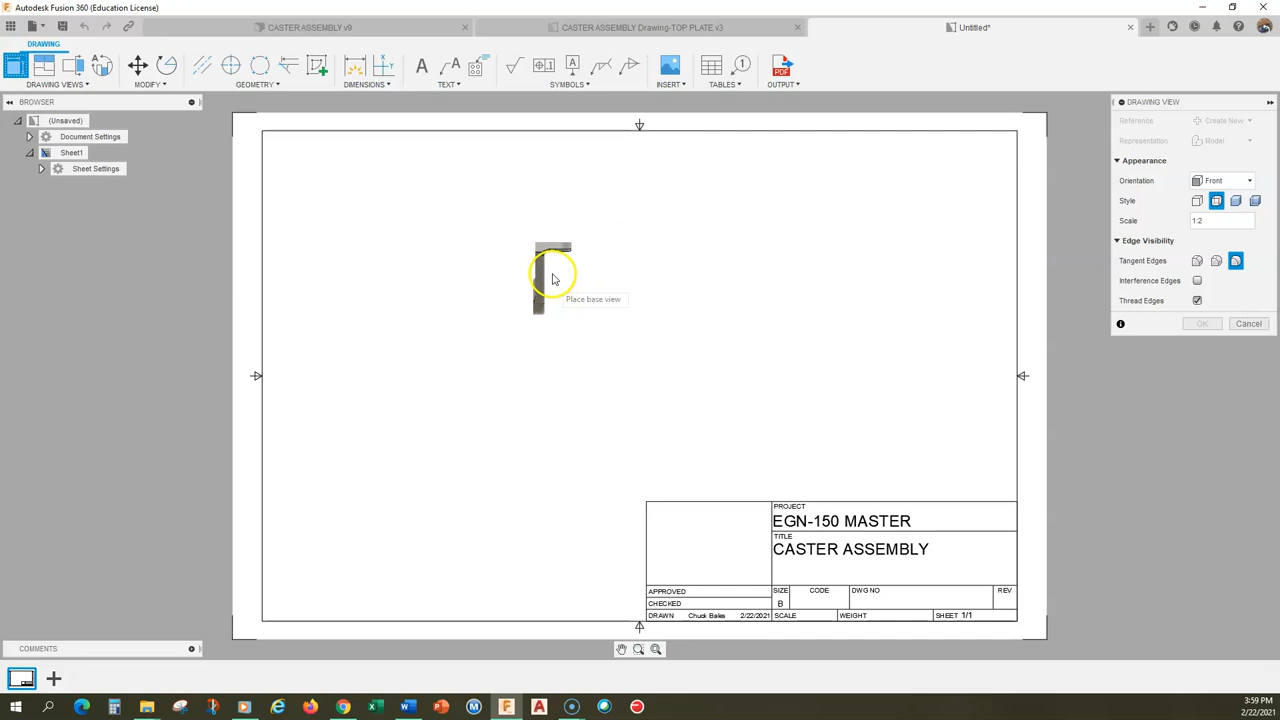 Autodesk Fusion 360 (Education License)
CASTER ASSEMBLY v9
CASTER ASSEMBLY Drawing-TOP PLATE v3
Untitled*
DRAWING
DRAWING VIEWS
MODIFY
GEOMETRY
DIMENSIONS
TEXT
SYMBOLS
INSERT
TABLES
PDF
OUTPUT
BROWSER
(Unsaved)
Document Settings
Sheet1
Sheet Settings
Place base view
DRAWING VIEW
Reference
Create New
Representation
Model
Appearance
Orientation
Front
Style
Scale
1:2
Edge Visibility
Tangent Edges
Interference Edges
Thread Edges
OK
Cancel
PROJECT
EGN-150 MASTER
TITLE
CASTER ASSEMBLY
APPROVED
CHECKED
DRAWN Chuck Bales 2/22/2021
SIZE
B
CODE
DWG NO
REV
SCALE
WEIGHT
SHEET 1/1
COMMENTS
3:59 PM
2/22/2021